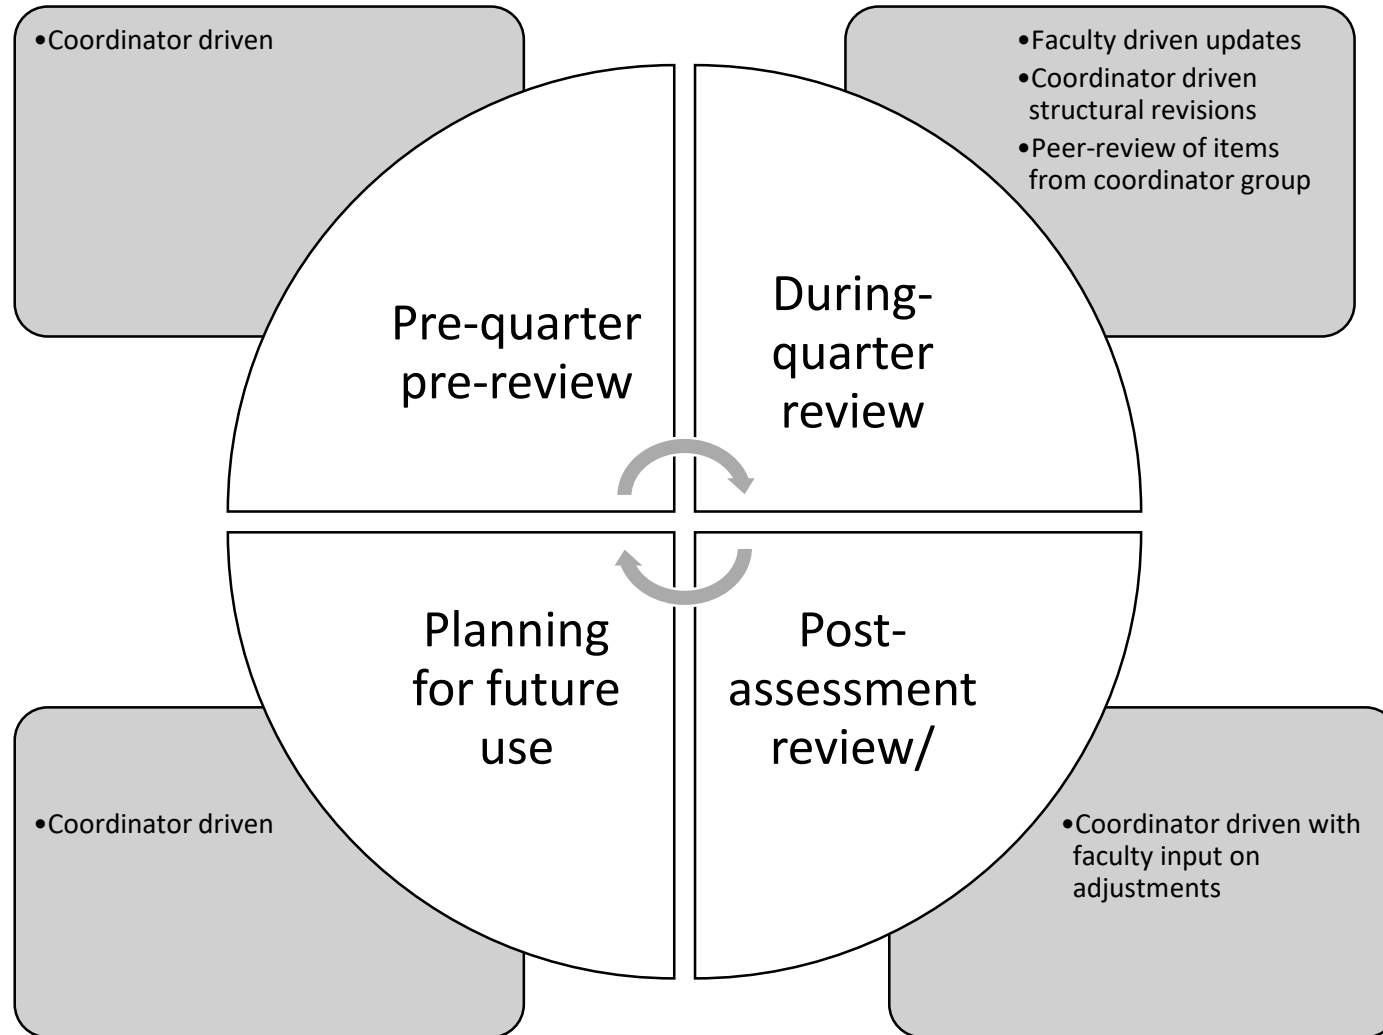 •Coordinator driven
•Faculty driven updates
•Coordinator driven
structural revisions
•Peer-review of items
from coordinator group
Pre-quarter
pre-review
During-
quarter
review
Planning
for future
use
Post-
assessment
review/
•Coordinator driven
•Coordinator driven with
faculty input on
adjustments